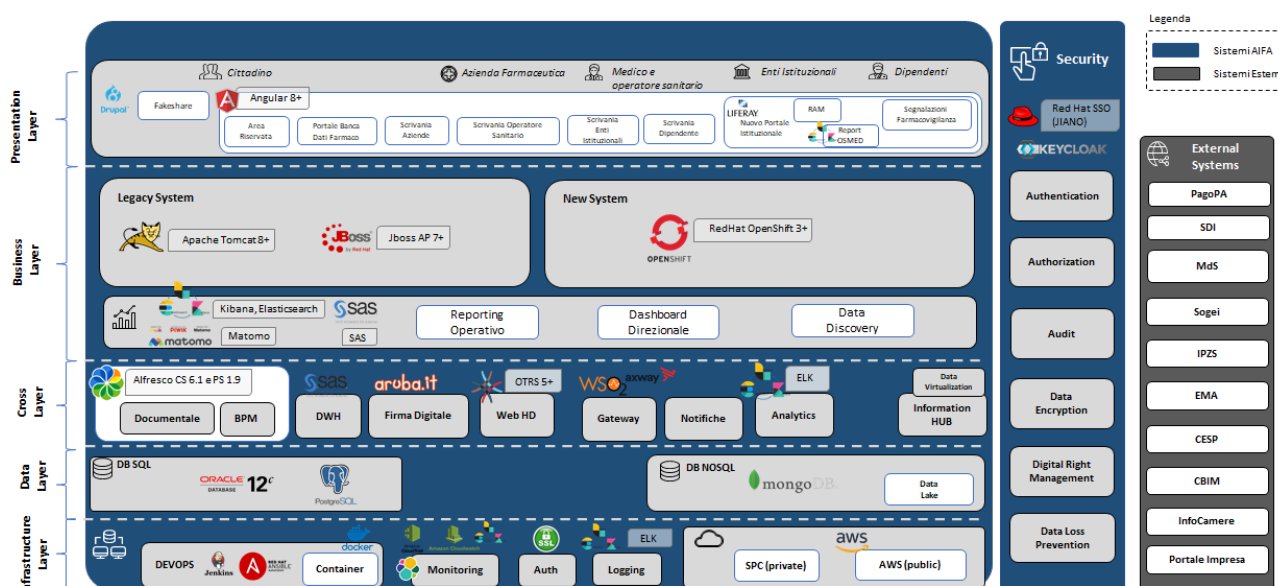 Legenda
Sistemi AIFA
Presentation
Layer
Cittadino
Azienda Farmaceutica
Medico e
operatore sanitario
Enti Istituzionali
Dipendenti
Drupal
Fakeshare
Angular 8+
Area
Riservata
Portale Banca
Dati Farmaco
Scrivania
Aziende
Scrivania Operatore
Sanitario
Scrivania
Enti
Istituzionali
Scrivania
Dipendente
LIFERAY
Nuovo Portale
Istituzionale
RAM
Report
OSMED
Segnalazioni
Farmacovigilanza
Business
Layer
Legacy System
Apache Tomcat 8+
JBoss
by Red Hat
Jboss AP 7+
New System
OPENSHIFT
RedHat OpenShift 3+
Kibana, Elasticsearch
PIWIK
matomo
Matomo
sas
SAS
Reporting
Operativo
Dashboard
Direzionale
Data
Discovery
Cross
Layer
Alfresco CS 6.1 e PS 1.9
Documentale
BPM
sas
DWH
aruba.it
Firma Digitale
OTRS 5+
Web HD
WSO2
axway
Gateway
Notifiche
ELK
Analytics
Data
Virtualization
Information
HUB
Data
Layer
DB SQL
ORACLE
DATABASE
12c
PostgreSQL
DB NOSQL
mongoDB
Data
Lake
Infrastructure
Layer
DEVOPS
Jenkins
ANSIBLE
docker
Container
Amazon Cloudwatch
Monitoring
SSL
Auth
ELK
Logging
SPC (private)
aws
AWS (public)
Security
Red Hat SSO
(JIANO)
KEYCLOAK
Authentication
Authorization
Audit
Data
Encryption
Digital Right
Management
Data Loss
Prevention
External
Systems
PagoPA
SDI
MdS
Sogei
IPZS
EMA
CESP
CBIM
InfoCamere
Portale Impresa